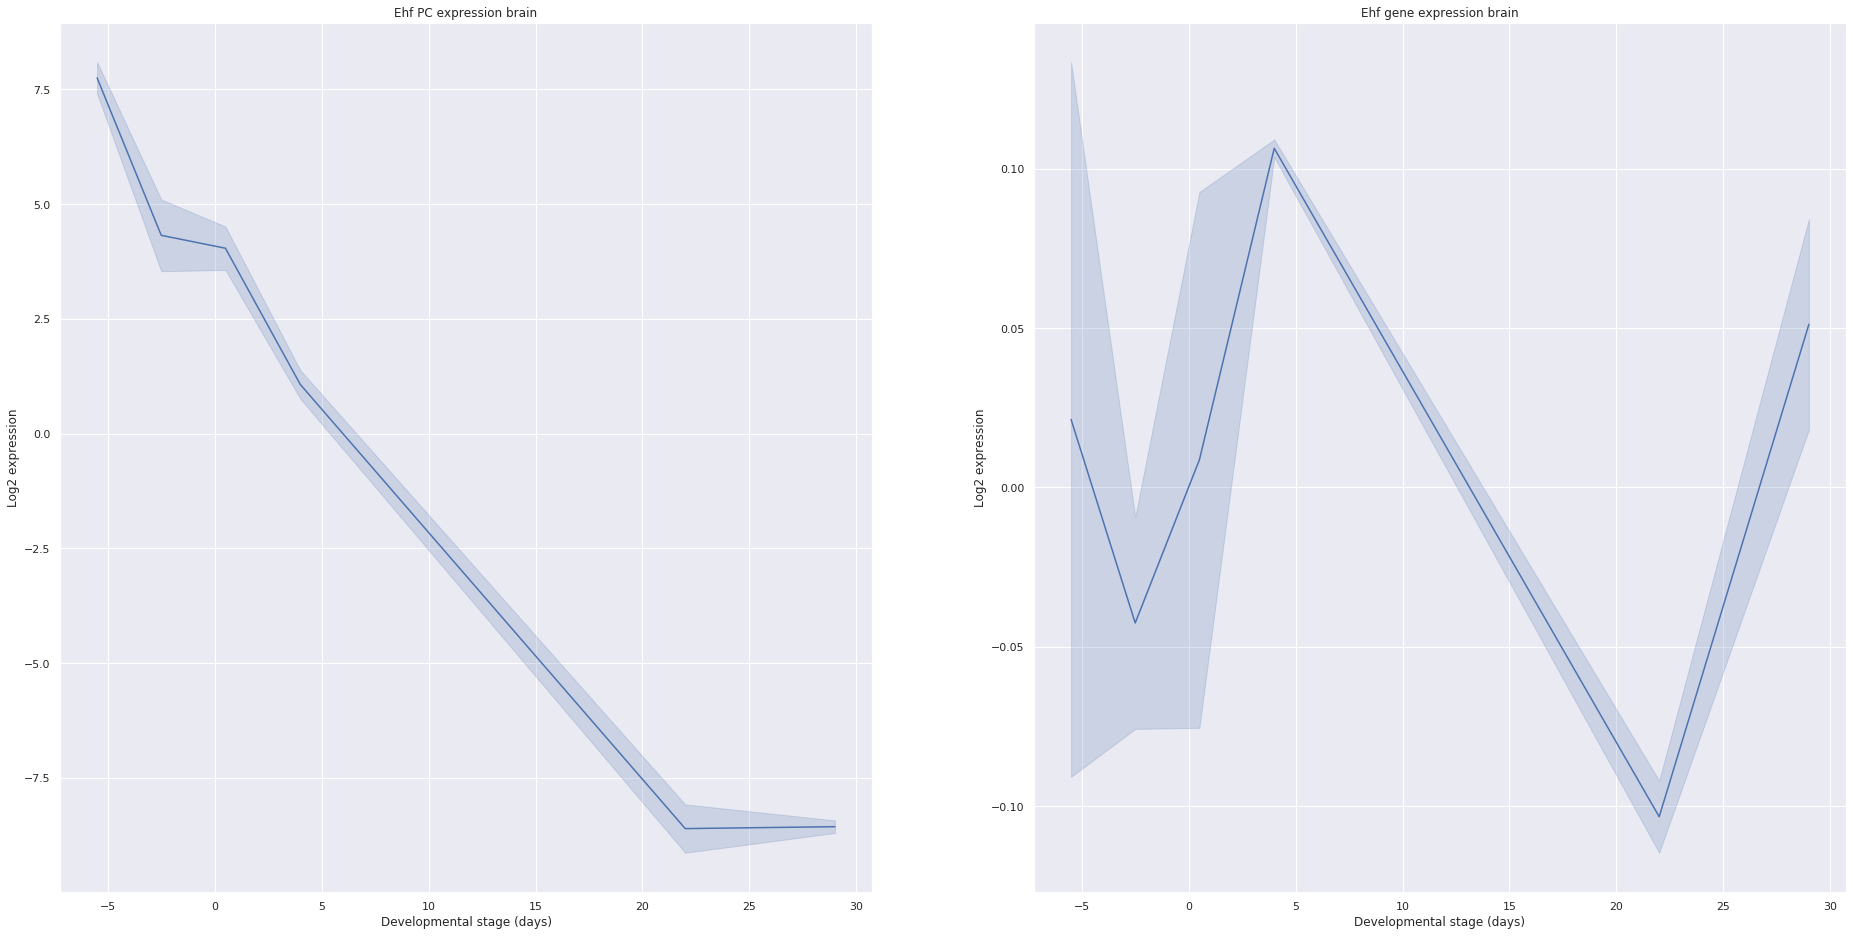 Ehf PC expression brain
7.5
5.0
2.5
0.0
−2.5
−5.0
−7.5
Log2 expression
−5 0 5 10 15 20 25 30
Developmental stage (days)
Ehf gene expression brain
0.10
0.05
0.00
−0.05
−0.10
Log2 expression
−5 0 5 10 15 20 25 30
Developmental stage (days)